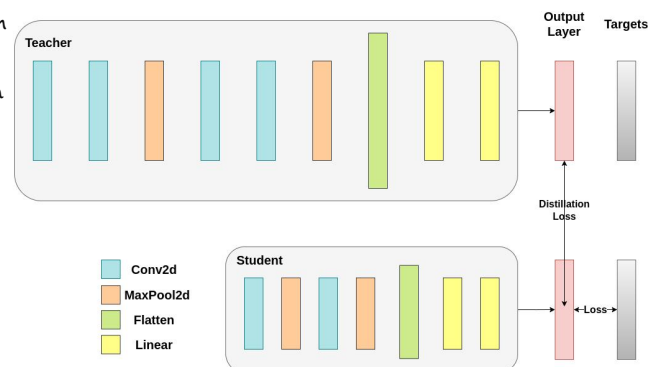 Teacher
Output
Layer
Targets
Distillation
Loss
Student
Conv2d
MaxPool2d
Flatten
Linear
Loss